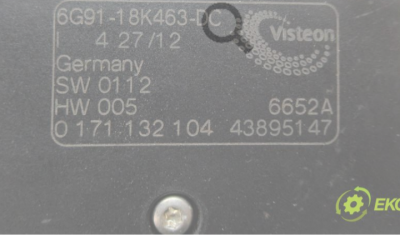 6G91-18K463-DC
Visteon
I 4 27/12
Germany
SW 0112
HW 005 6652A
0 171 132 104 43895147
EKO